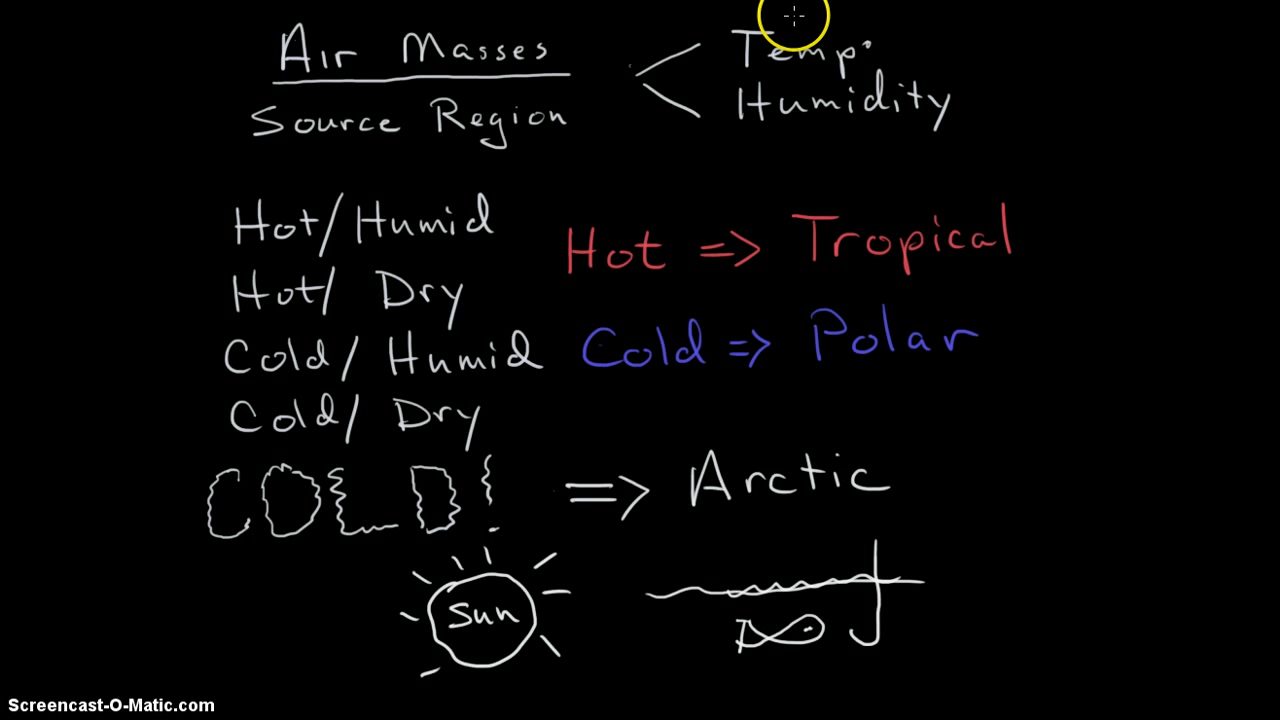 Air Masses
Source Region
Temp.
Humidity
Hot/Humid
Hot/ Dry
Cold/ Humid
Cold/ Dry
Hot => Tropical
Cold => Polar
COLD! => Arctic
Sun
Screencast-O-Matic.com